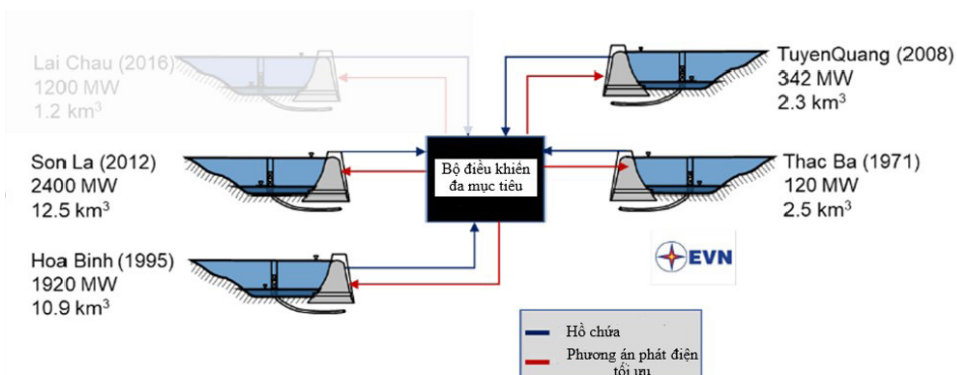 Lai Chau (2016)
1200 MW
1.2 km³
TuyenQuang (2008)
342 MW
2.3 km³
Son La (2012)
2400 MW
12.5 km³
Bộ điều khiển
đa mục tiêu
Thac Ba (1971)
120 MW
2.5 km³
Hoa Binh (1995)
1920 MW
10.9 km³
EVN
Hồ chứa
Phương án phát điện
tối ưu